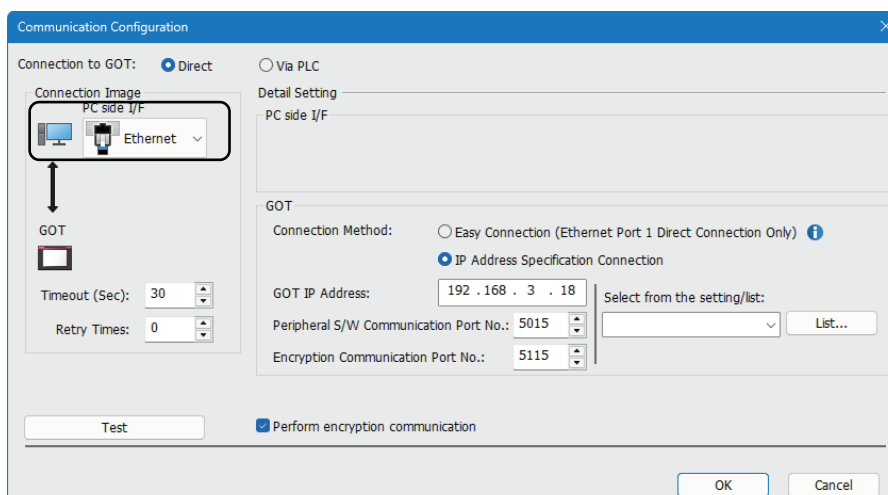 Communication Configuration
Connection to GOT: Direct Via PLC
Connection Image
PC side I/F
Ethernet
GOT
Timeout (Sec): 30
Retry Times: 0
Detail Setting
PC side I/F
GOT
Connection Method: Easy Connection (Ethernet Port 1 Direct Connection Only)
IP Address Specification Connection
GOT IP Address: 192 . 168 . 3 . 18
Select from the setting/list:
Peripheral S/W Communication Port No.: 5015
List...
Encryption Communication Port No.: 5115
Test
Perform encryption communication
OK Cancel